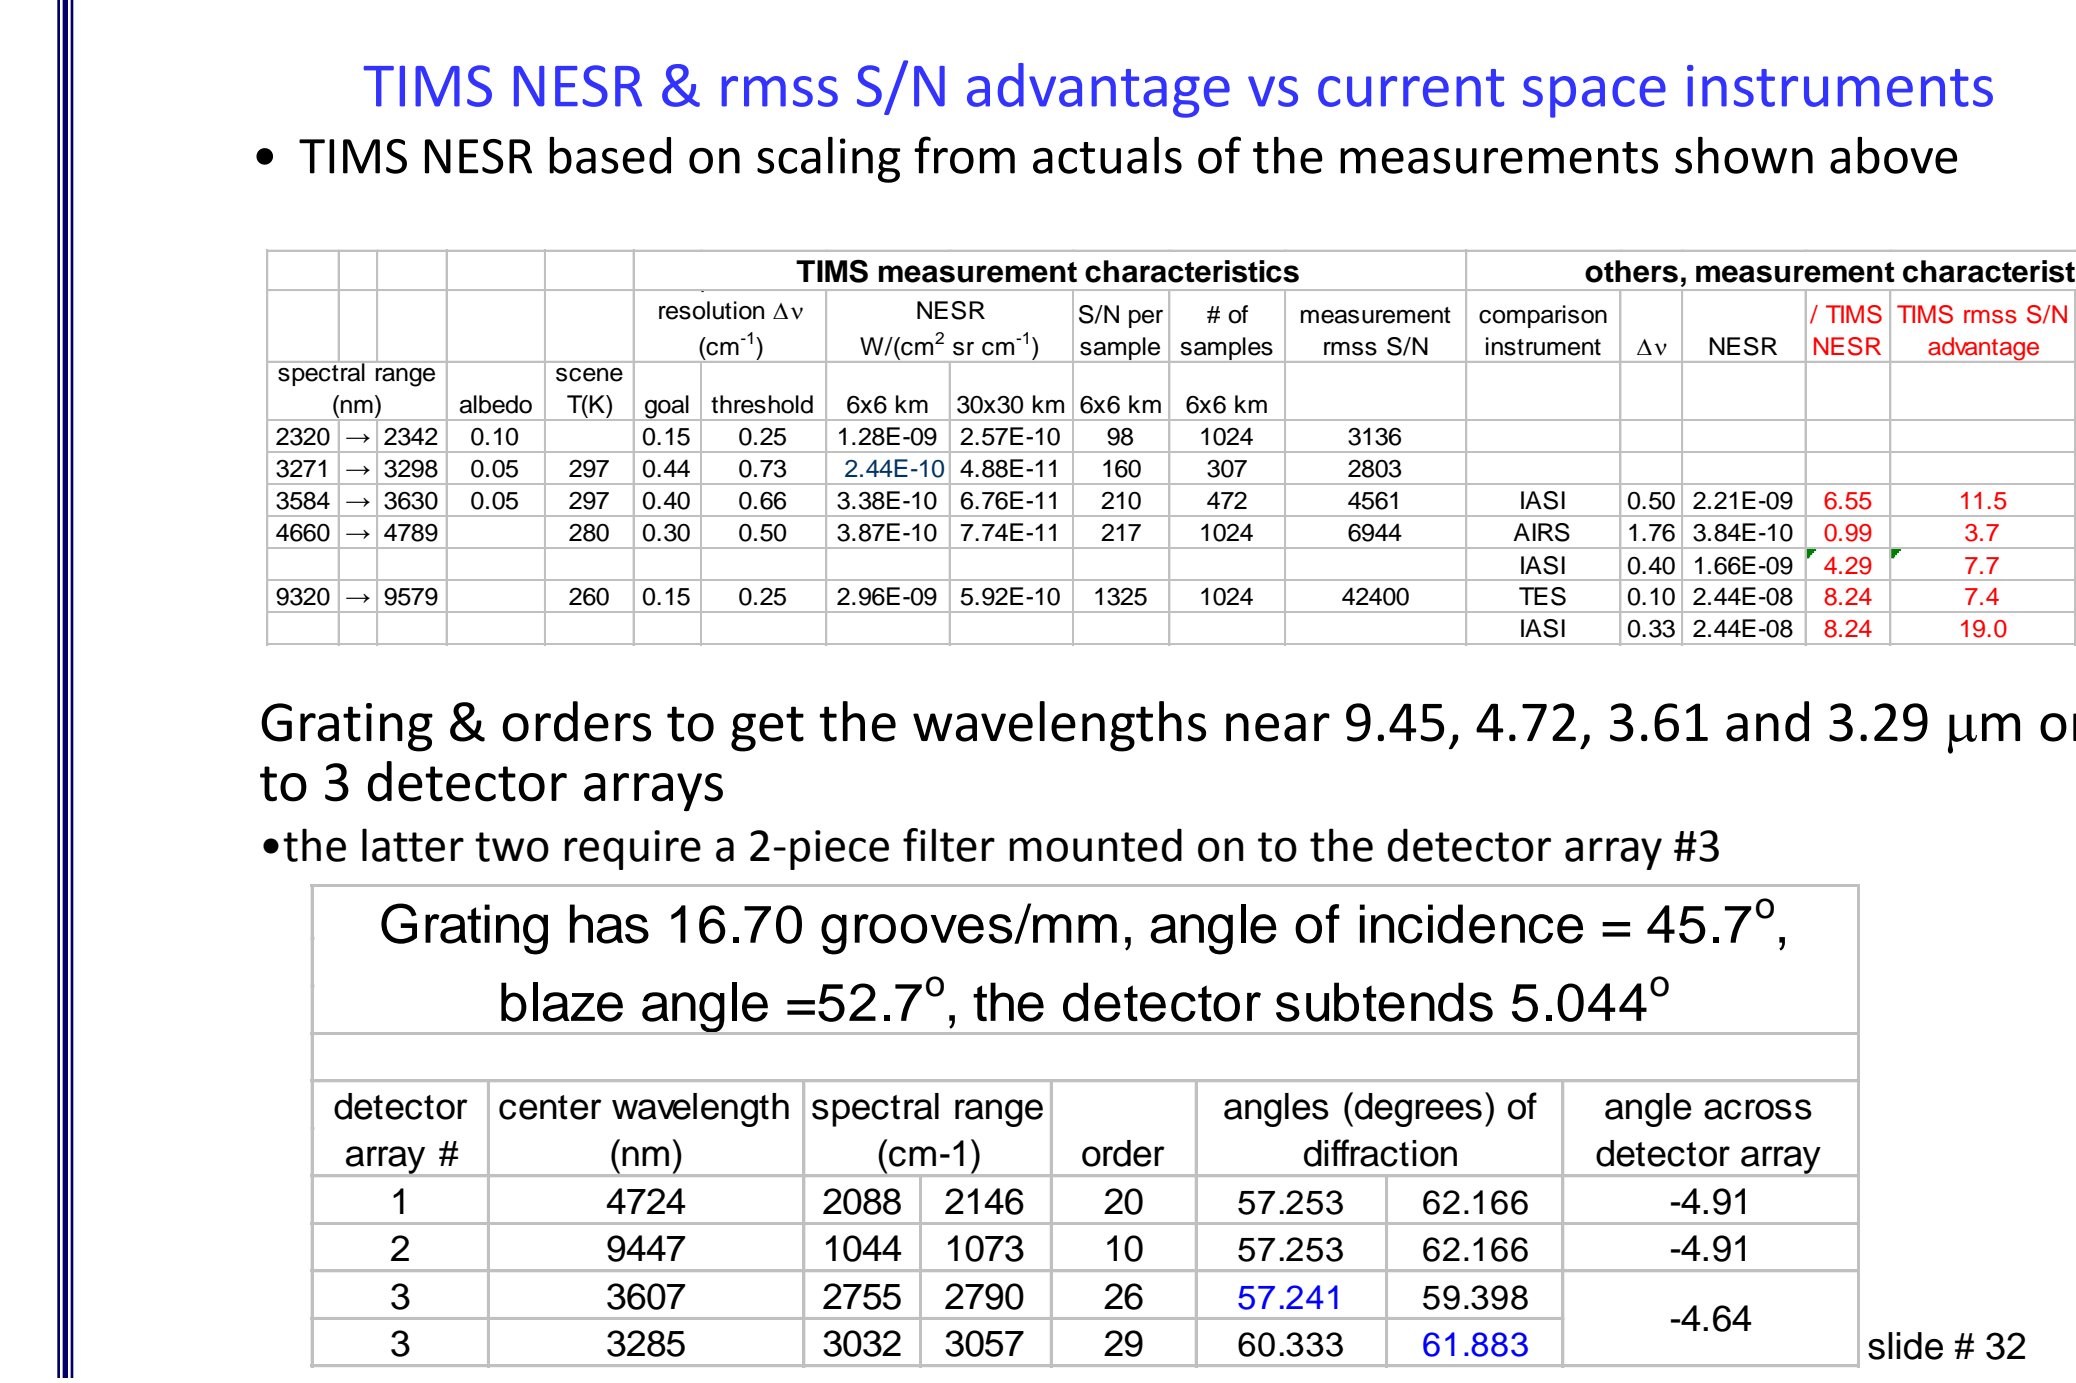 TIMS NESR & rmss S/N advantage vs current space instruments
• TIMS NESR based on scaling from actuals of the measurements shown above
TIMS measurement characteristics others, measurement characterist
resolution Δν NESR S/N per # of measurement comparison / TIMS TIMS rmss S/N
(cm-1) W/(cm2 sr cm-1) sample samples rmss S/N instrument Δν NESR NESR advantage
spectral range scene
(nm) albedo T(K) goal threshold 6x6 km 30x30 km 6x6 km 6x6 km
2320 → 2342 0.10 0.15 0.25 1.28E-09 2.57E-10 98 1024 3136
3271 → 3298 0.05 297 0.44 0.73 2.44E-10 4.88E-11 160 307 2803
3584 → 3630 0.05 297 0.40 0.66 3.38E-10 6.76E-11 210 472 4561 IASI 0.50 2.21E-09 6.55 11.5
4660 → 4789 280 0.30 0.50 3.87E-10 7.74E-11 217 1024 6944 AIRS 1.76 3.84E-10 0.99 3.7
IASI 0.40 1.66E-09 4.29 7.7
9320 → 9579 260 0.15 0.25 2.96E-09 5.92E-10 1325 1024 42400 TES 0.10 2.44E-08 8.24 7.4
IASI 0.33 2.44E-08 8.24 19.0
Grating & orders to get the wavelengths near 9.45, 4.72, 3.61 and 3.29 μm on
to 3 detector arrays
•the latter two require a 2-piece filter mounted on to the detector array #3
Grating has 16.70 grooves/mm, angle of incidence = 45.7o,
blaze angle =52.7o, the detector subtends 5.044o
detector center wavelength spectral range angles (degrees) of angle across
array # (nm) (cm-1) order diffraction detector array
1 4724 2088 2146 20 57.253 62.166 -4.91
2 9447 1044 1073 10 57.253 62.166 -4.91
3 3607 2755 2790 26 57.241 59.398
-4.64
3 3285 3032 3057 29 60.333 61.883
slide # 32